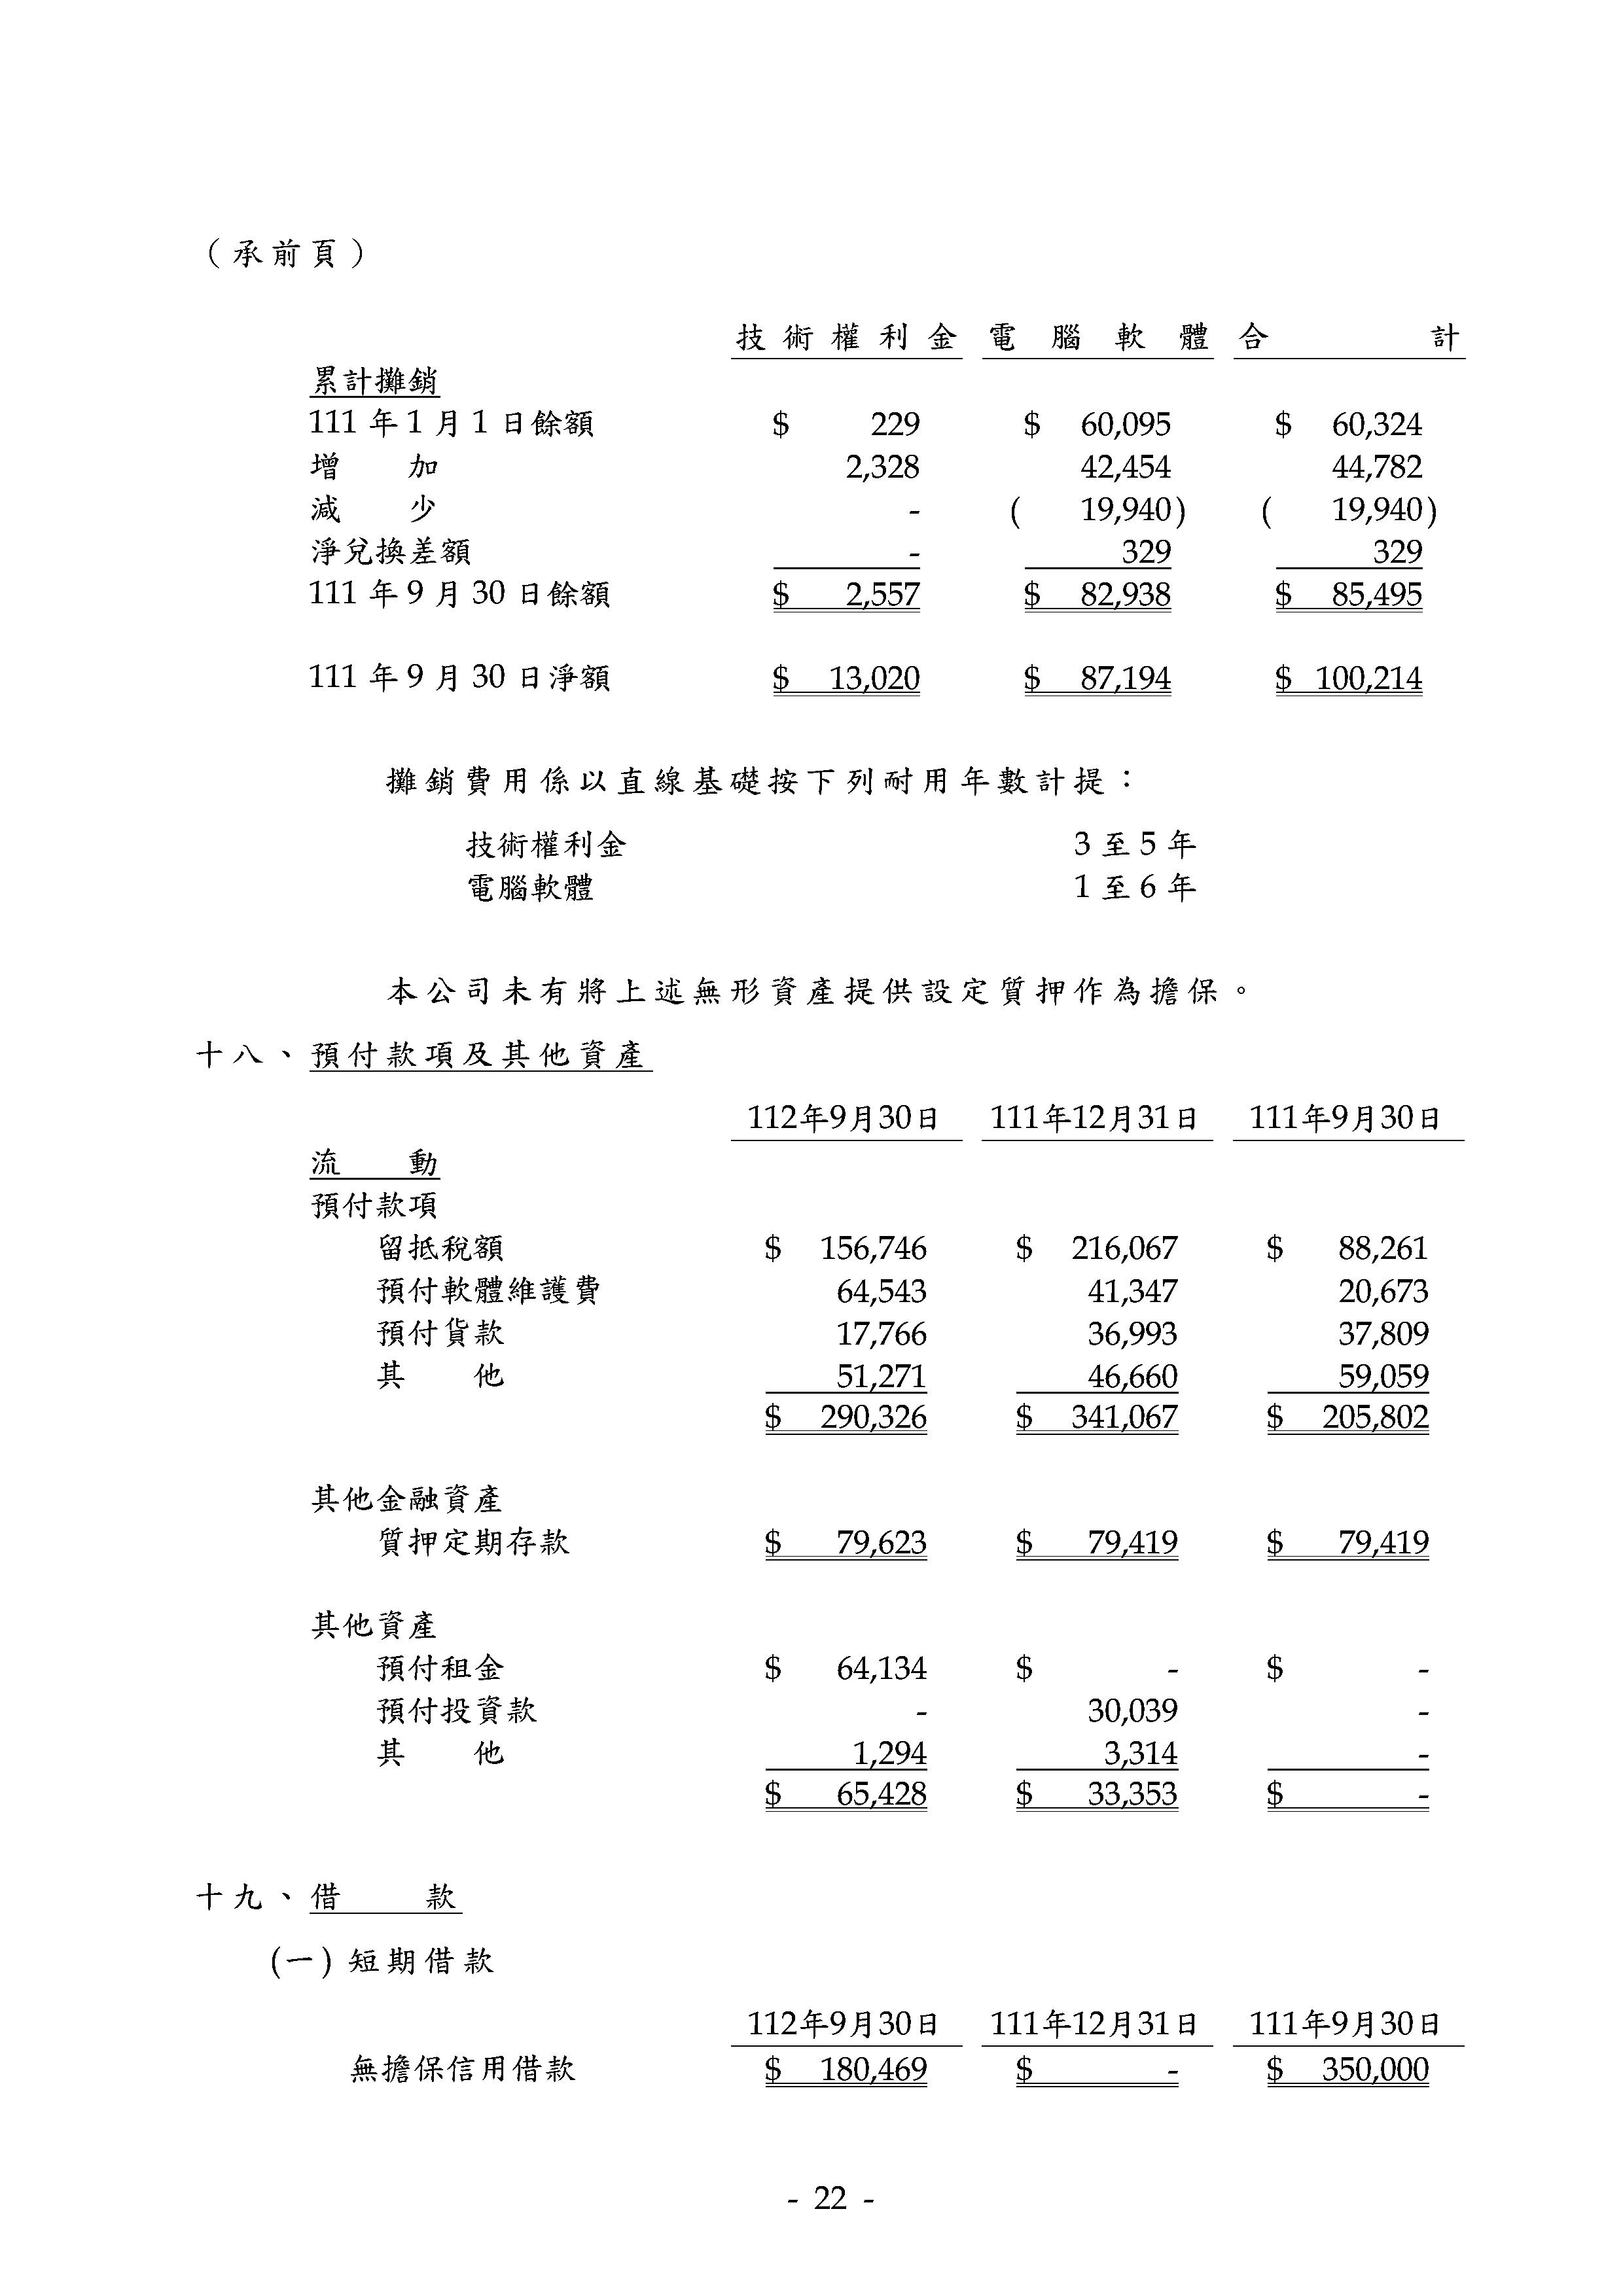 （承前頁）
技術權利金 電腦軟體 合計
累計攤銷
111 年 1 月 1 日餘額 $ 229 $ 60,095 $ 60,324
增加 2,328 42,454 44,782
減少 - ( 19,940) ( 19,940)
淨兌換差額 - 329 329
111 年 9 月 30 日餘額 $ 2,557 $ 82,938 $ 85,495
111 年 9 月 30 日淨額 $ 13,020 $ 87,194 $ 100,214
攤銷費用係以直線基礎按下列耐用年數計提：
技術權利金 3 至 5 年
電腦軟體 1 至 6 年
本公司未有將上述無形資產提供設定質押作為擔保。
十八、預付款項及其他資產
112年9月30日 111年12月31日 111年9月30日
流動
預付款項
留抵稅額 $ 156,746 $ 216,067 $ 88,261
預付軟體維護費 64,543 41,347 20,673
預付貨款 17,766 36,993 37,809
其他 51,271 46,660 59,059
$ 290,326 $ 341,067 $ 205,802
其他金融資產
質押定期存款 $ 79,623 $ 79,419 $ 79,419
其他資產
預付租金 $ 64,134 $ - $ -
預付投資款 - 30,039 -
其他 1,294 3,314 -
$ 65,428 $ 33,353 $ -
十九、借款
(一) 短期借款
112年9月30日 111年12月31日 111年9月30日
無擔保信用借款 $ 180,469 $ - $ 350,000
- 22 -